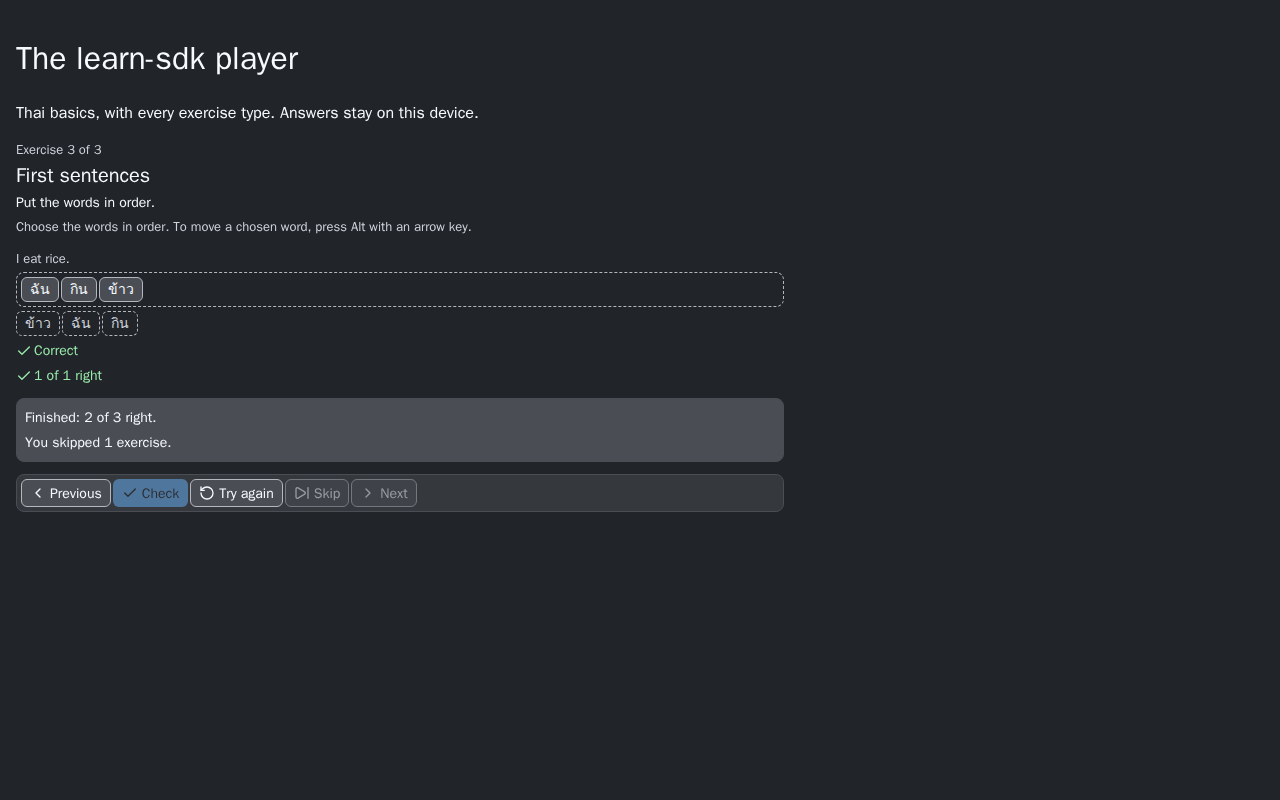 The learn-sdk player
Thai basics, with every exercise type. Answers stay on this device.
Exercise 3 of 3
First sentences
Put the words in order.
Choose the words in order. To move a chosen word, press Alt with an arrow key.
I eat rice.
ฉัน กิน ข้าว
ข้าว ฉัน กิน
Correct
1 of 1 right
Finished: 2 of 3 right.
You skipped 1 exercise.
Previous Check Try again Skip Next